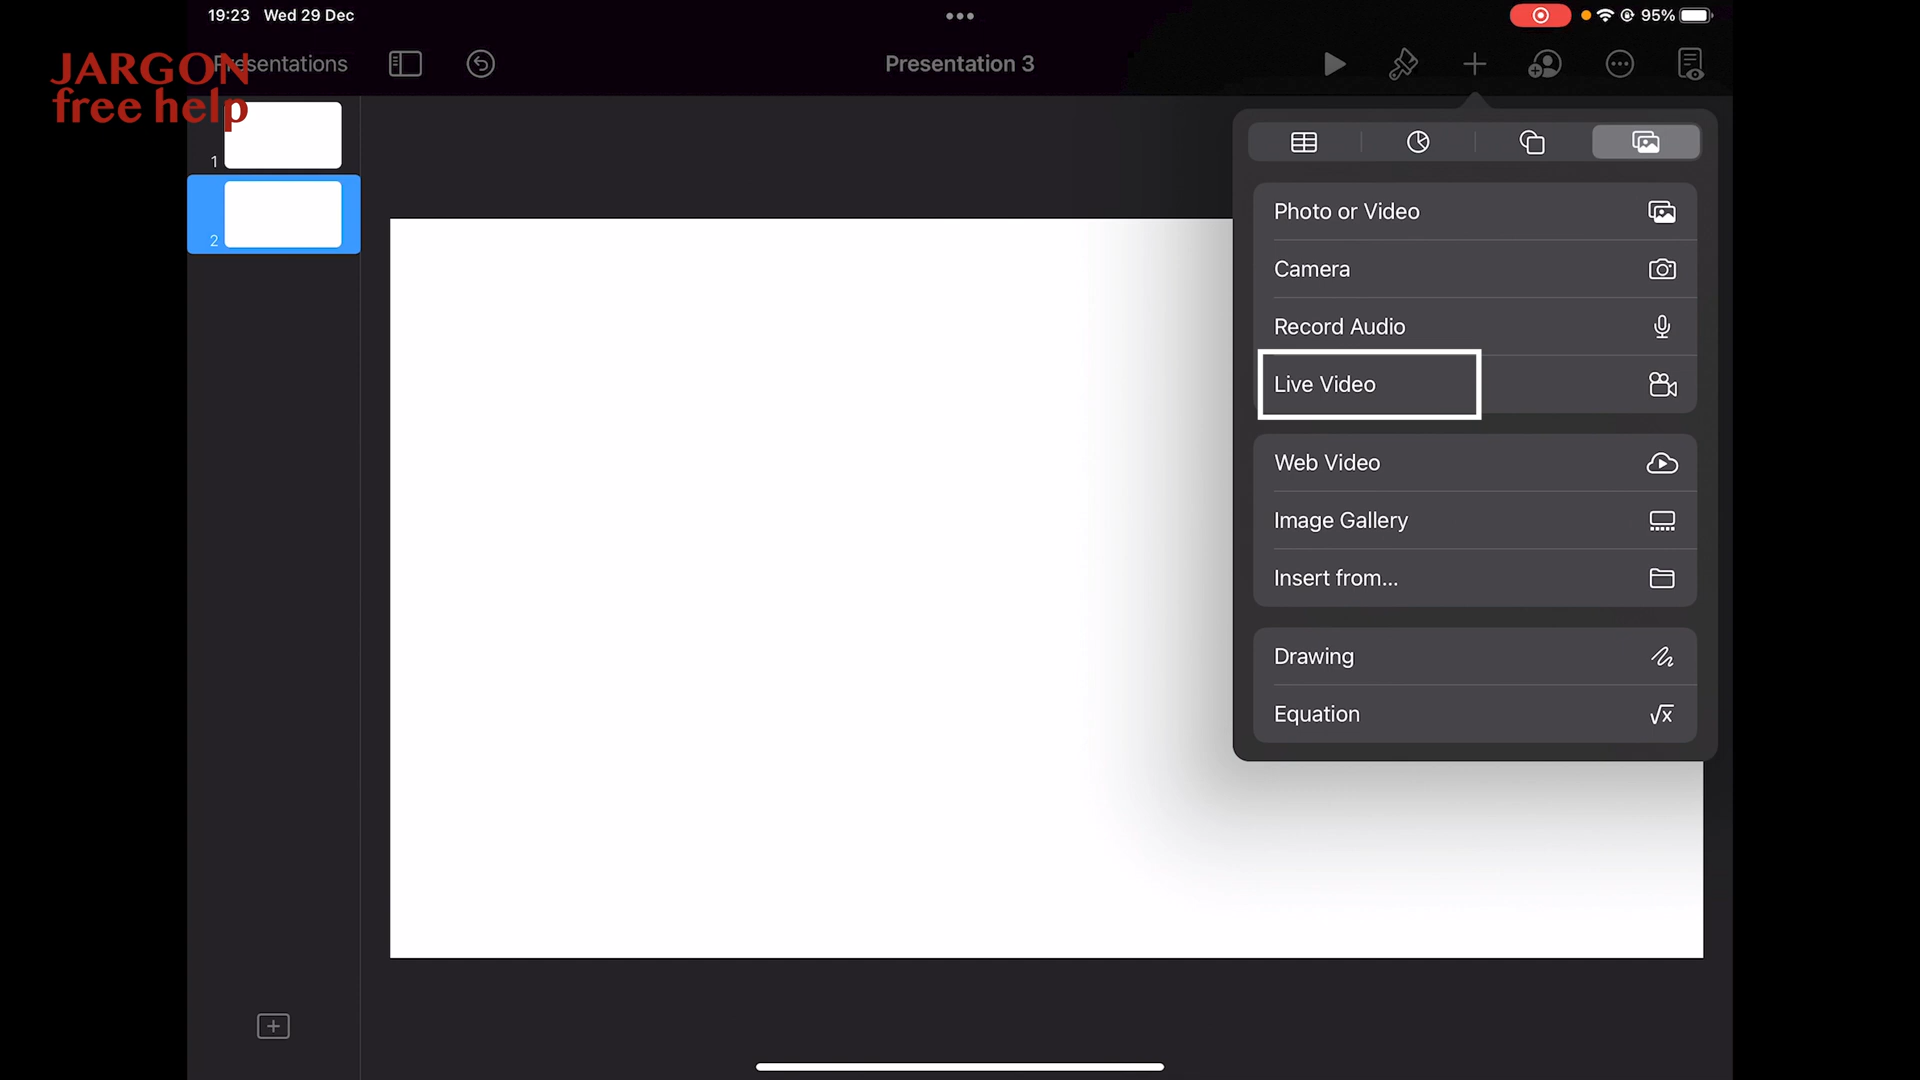 19:23 Wed 29 Dec
95%
JARGON
free help
Presentations
Presentation 3
1
2
Photo or Video
Camera
Record Audio
Live Video
Web Video
Image Gallery
Insert from...
Drawing
Equation